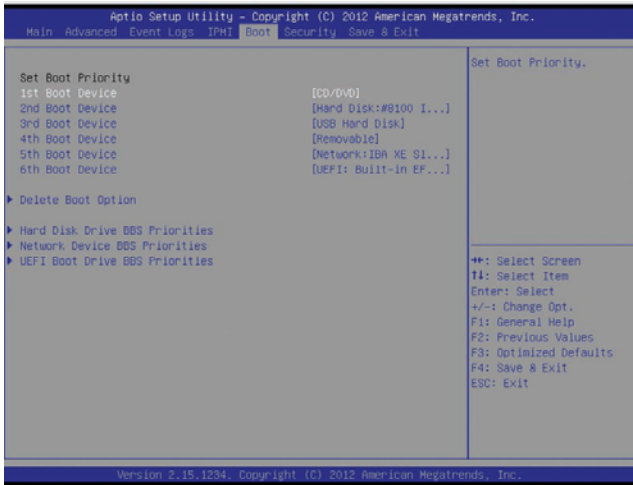 Aptio Setup Utility – Copyright (C) 2012 American Megatrends, Inc.
Main Advanced Event Logs IPMI Boot Security Save & Exit
Set Boot Priority
1st Boot Device [CD/DVD]
2nd Boot Device [Hard Disk:#8100 I...]
3rd Boot Device [USB Hard Disk]
4th Boot Device [Removable]
5th Boot Device [Network:IBA XE Sl...]
6th Boot Device [UEFI: Built-in EF...]
Delete Boot Option
Hard Disk Drive BBS Priorities
Network Device BBS Priorities
UEFI Boot Drive BBS Priorities
Set Boot Priority.
→←: Select Screen
↑↓: Select Item
Enter: Select
+/-: Change Opt.
F1: General Help
F2: Previous Values
F3: Optimized Defaults
F4: Save & Exit
ESC: Exit
Version 2.15.1234. Copyright (C) 2012 American Megatrends, Inc.